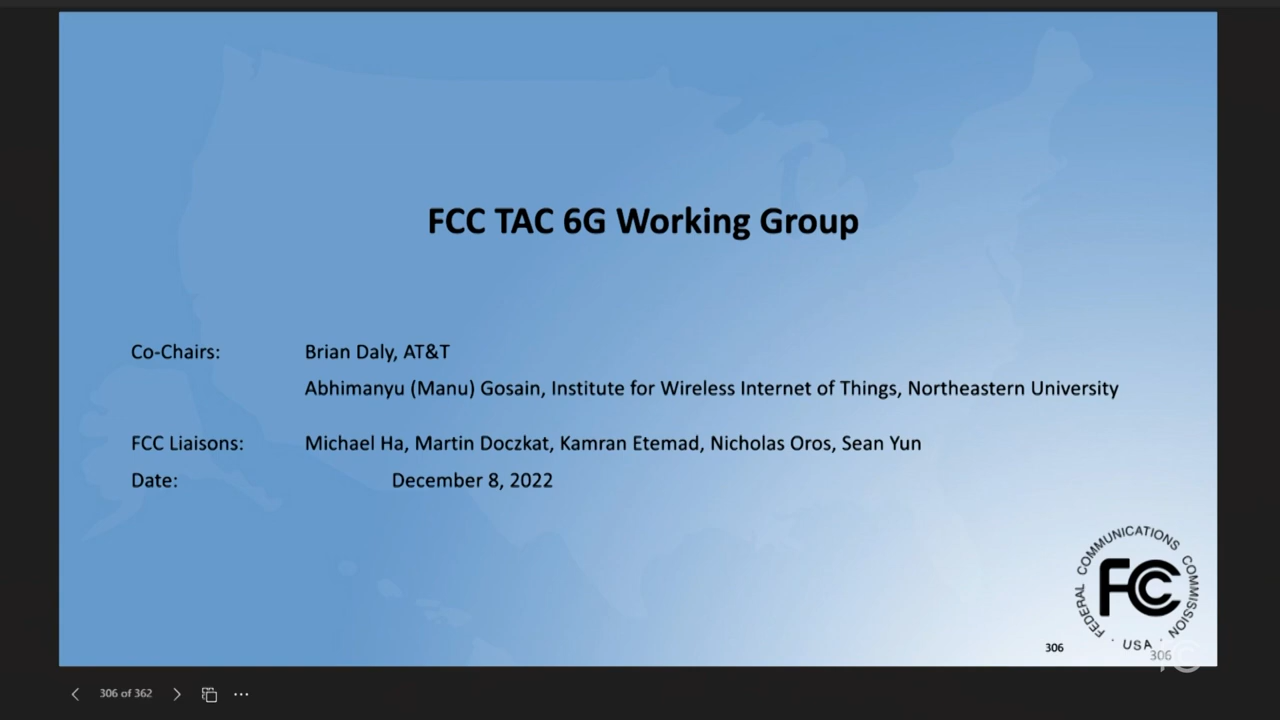 FCC TAC 6G Working Group
Co-Chairs: Brian Daly, AT&T
Abhimanyu (Manu) Gosain, Institute for Wireless Internet of Things, Northeastern University
FCC Liaisons: Michael Ha, Martin Doczkat, Kamran Etemad, Nicholas Oros, Sean Yun
Date: December 8, 2022
FEDERAL COMMUNICATIONS COMMISSION
FCC
· USA ·
306
306
306 of 362